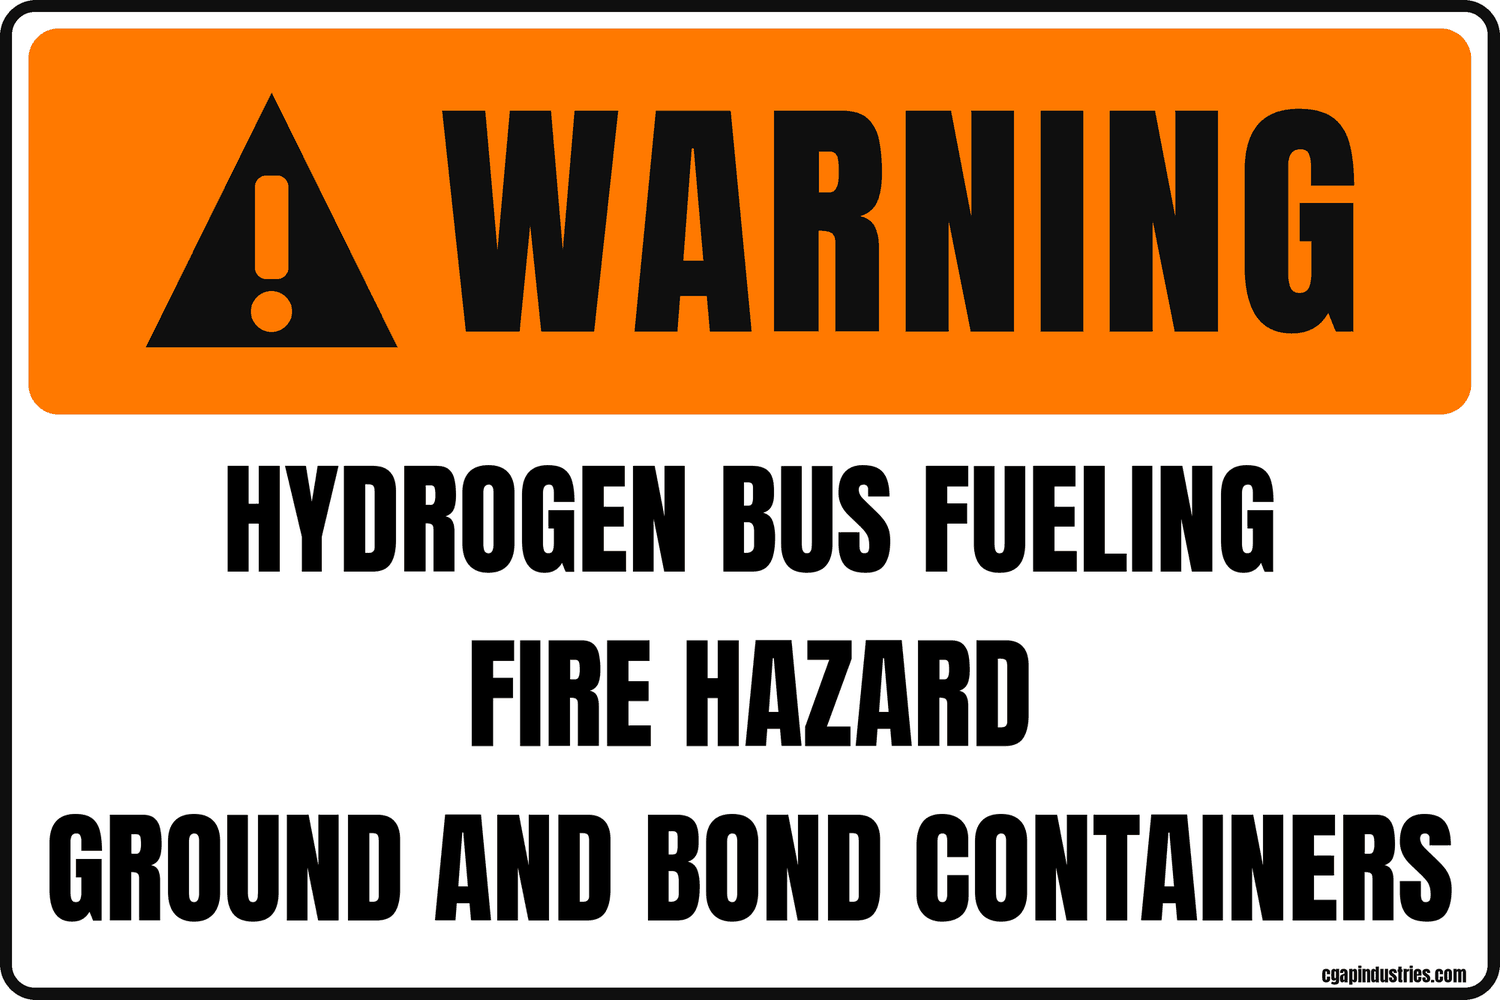 WARNING
HYDROGEN BUS FUELING
FIRE HAZARD
GROUND AND BOND CONTAINERS
cgapindustries.com